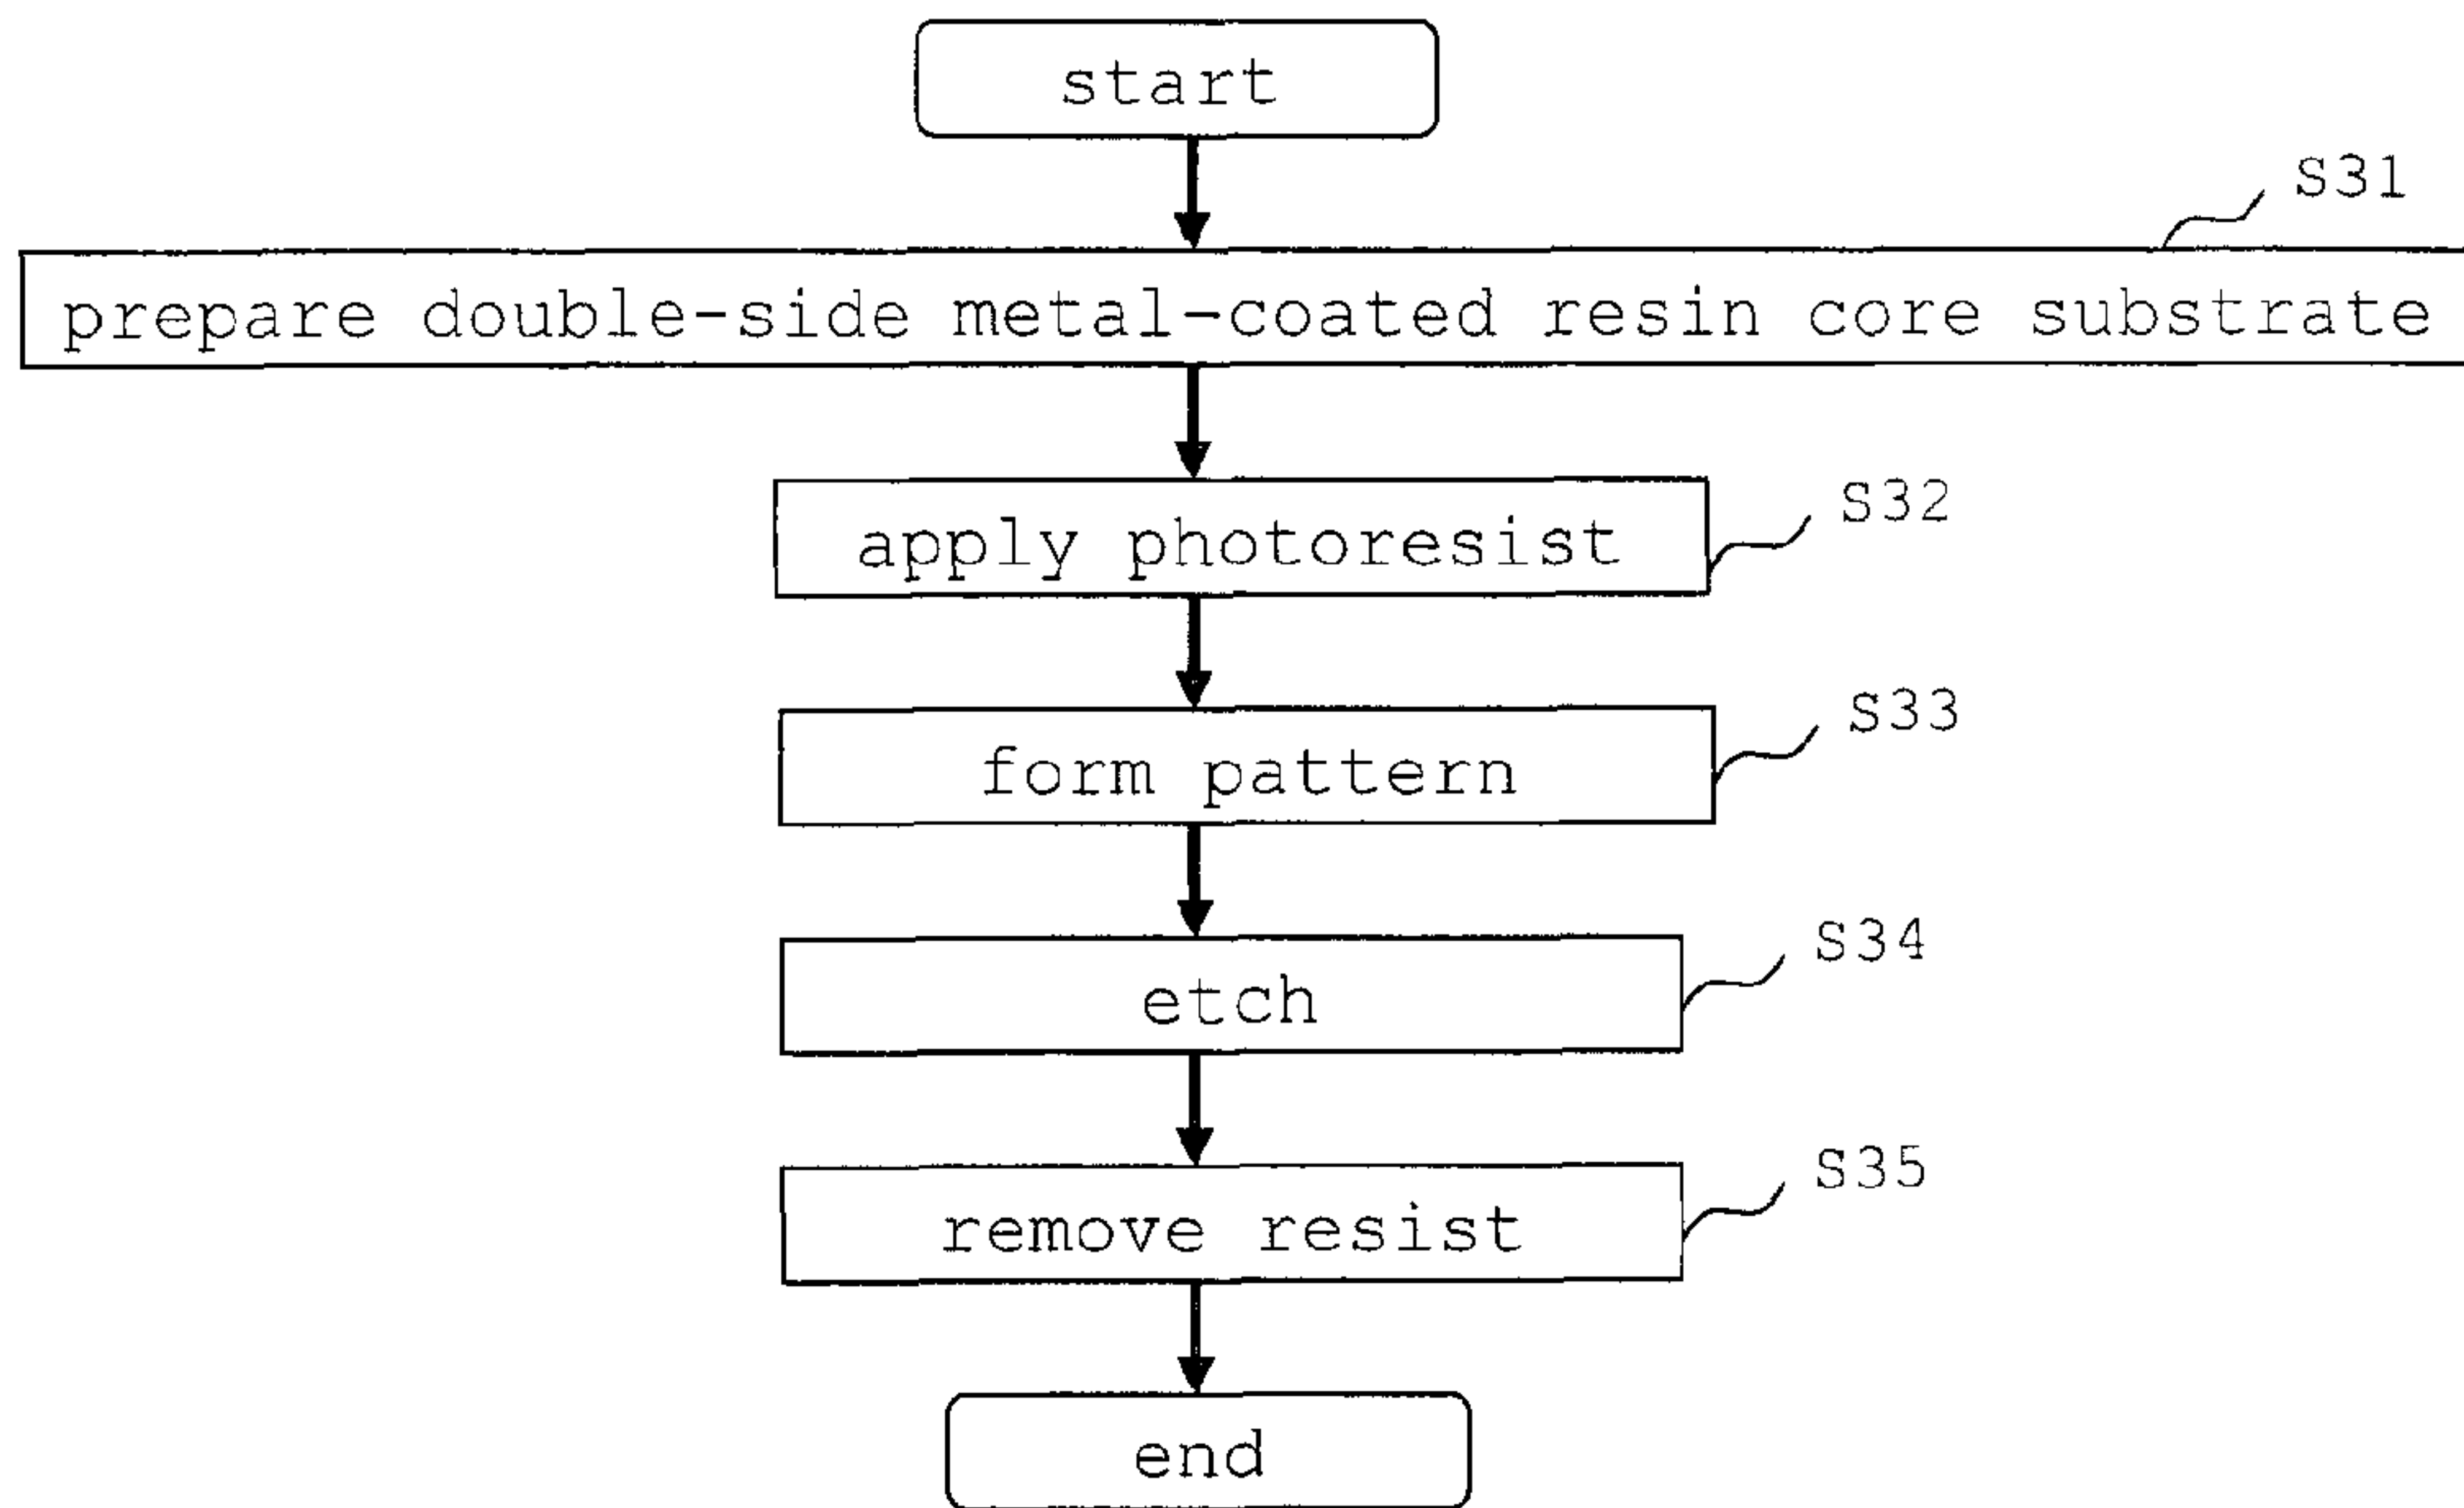 start
S31
prepare double-side metal-coated resin core substrate
S32
apply photoresist
S33
form pattern
S34
etch
S35
remove resist
end